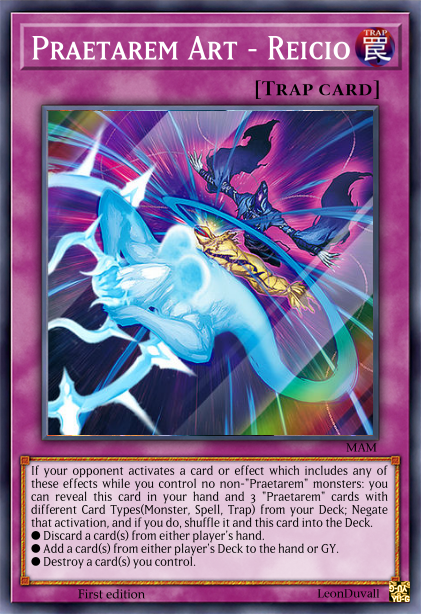 PRAETAREM ART - REICIO
TRAP
罠
[TRAP CARD]
MAM
If your opponent activates a card or effect which includes any of
these effects while you control no non-"Praetarem" monsters: you
can reveal this card in your hand and 3 "Praetarem" cards with
different Card Types(Monster, Spell, Trap) from your Deck; Negate
that activation, and if you do, shuffle it and this card into the Deck.
● Discard a card(s) from either player's hand.
● Add a card(s) from either player's Deck to the hand or GY.
● Destroy a card(s) you control.
First edition
LeonDuvall